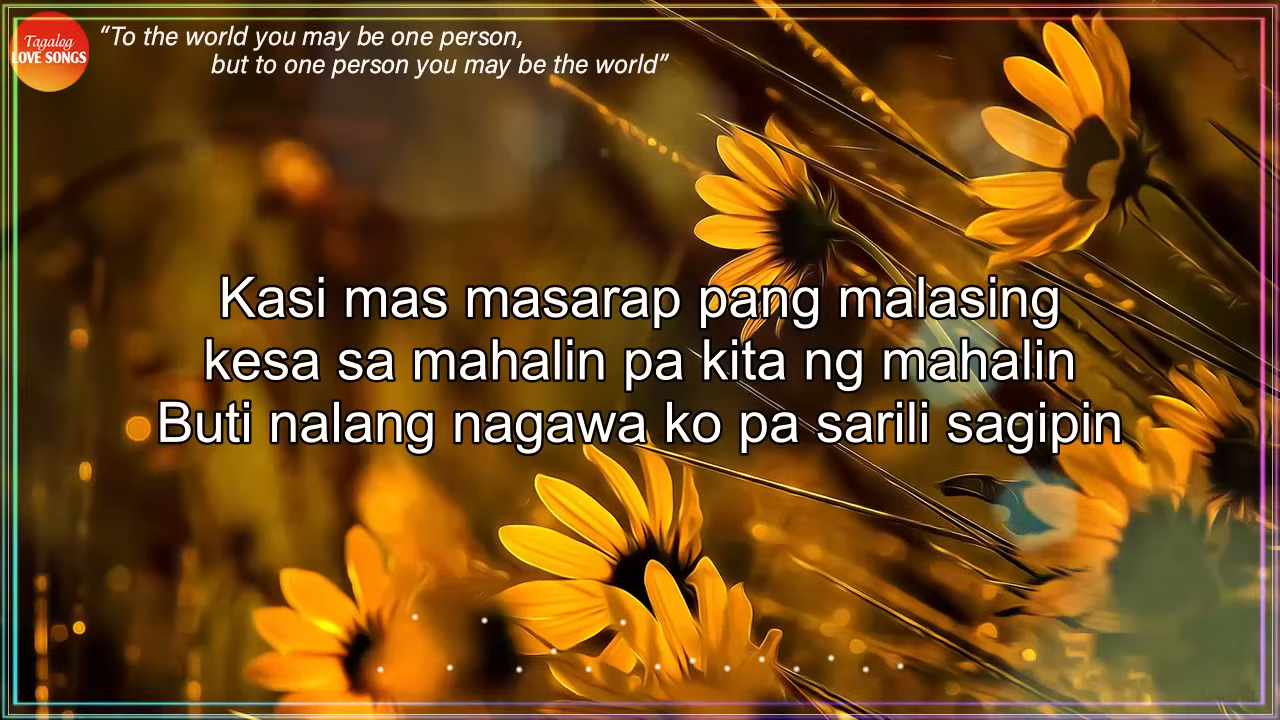 Tagalog
LOVE SONGS
“To the world you may be one person,
but to one person you may be the world”
Kasi mas masarap pang malasing
kesa sa mahalin pa kita ng mahalin
Buti nalang nagawa ko pa sarili sagipin